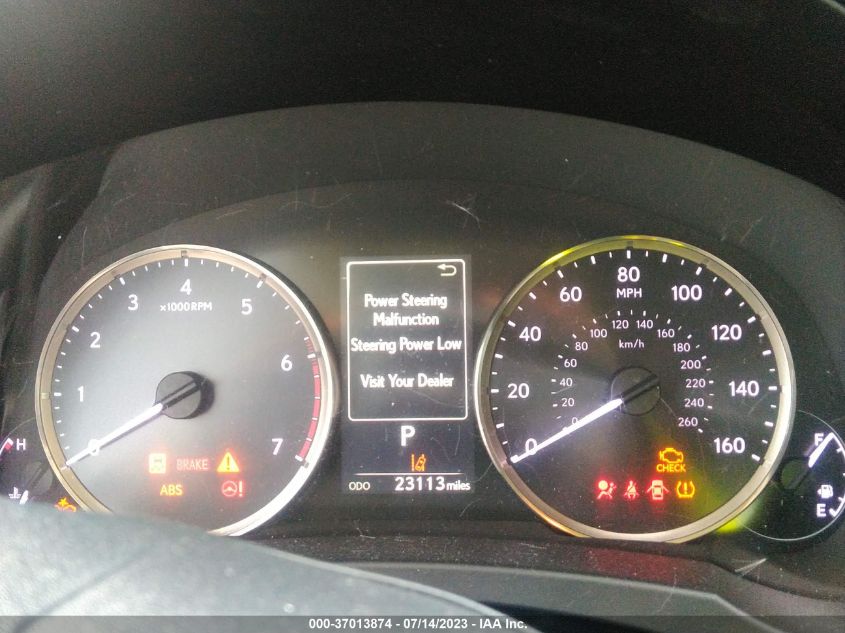 Power Steering
Malfunction
Steering Power Low
Visit Your Dealer
P
ODO 23113 miles
0
1
2
3
4
5
6
7
x1000 RPM
BRAKE
ABS
H
0
20
40
60
80
100
120
140
160
MPH
0
20
40
60
80
100
120
140
160
180
200
220
240
260
km/h
CHECK
F
E
000-37013874 - 07/14/2023 - IAA Inc.